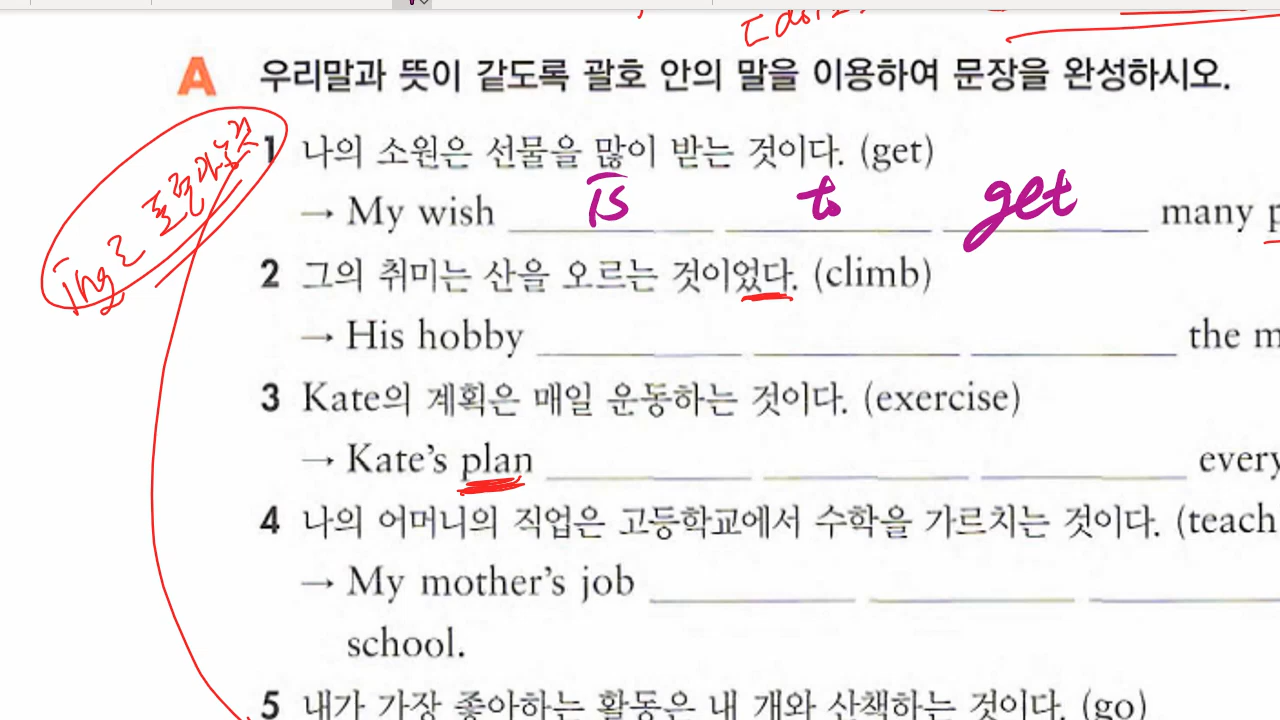 A 우리말과 뜻이 같도록 괄호 안의 말을 이용하여 문장을 완성하시오.
1 나의 소원은 선물을 많이 받는 것이다. (get)
→ My wish is to get many p
2 그의 취미는 산을 오르는 것이었다. (climb)
→ His hobby the m
3 Kate의 계획은 매일 운동하는 것이다. (exercise)
→ Kate's plan every
4 나의 어머니의 직업은 고등학교에서 수학을 가르치는 것이다. (teach
→ My mother's job
school.
5 내가 가장 좋아하는 활동은 내 개와 산책하는 것이다. (go)
ing로